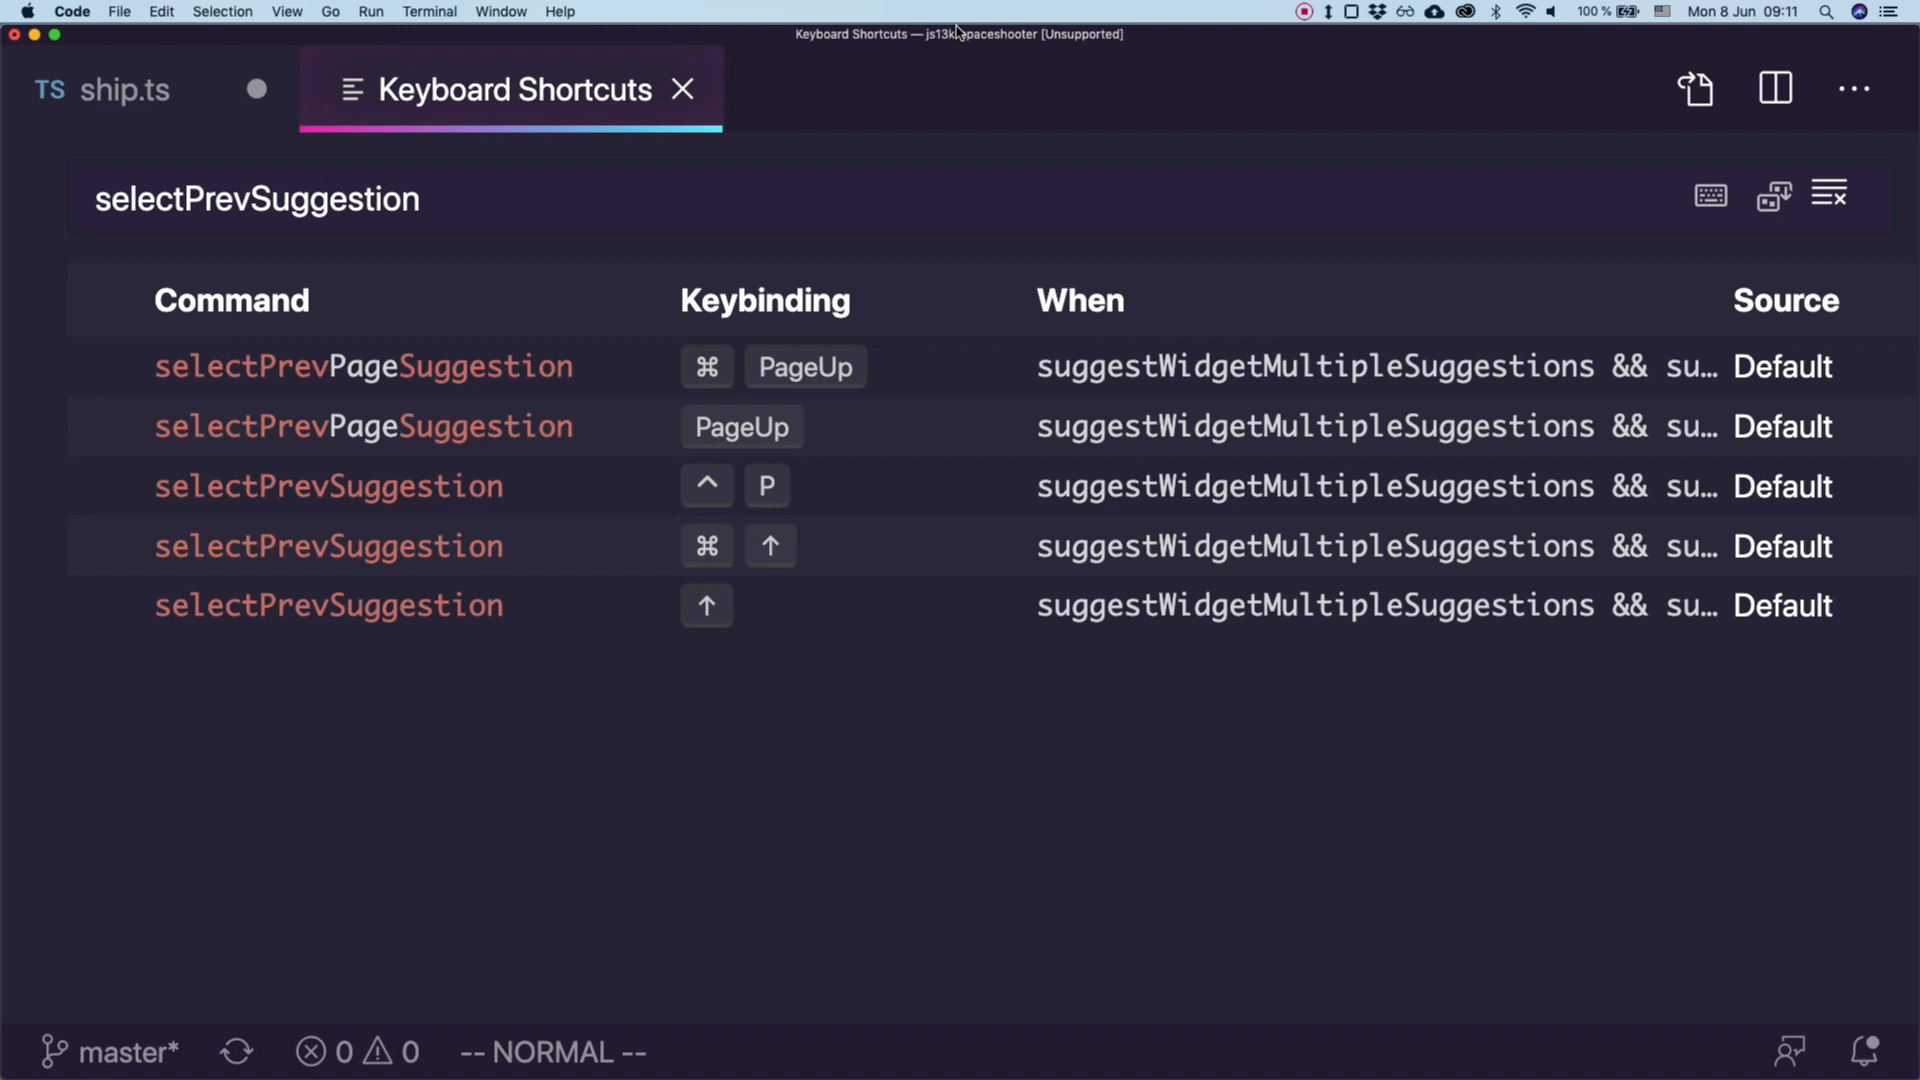 Code File Edit Selection View Go Run Terminal Window Help 100 % Mon 8 Jun 09:11
Keyboard Shortcuts — js13k paceshooter [Unsupported]
TS ship.ts Keyboard Shortcuts
selectPrevSuggestion
Command Keybinding When Source
selectPrevPageSuggestion ⌘ PageUp suggestWidgetMultipleSuggestions && su… Default
selectPrevPageSuggestion PageUp suggestWidgetMultipleSuggestions && su… Default
selectPrevSuggestion ^ P suggestWidgetMultipleSuggestions && su… Default
selectPrevSuggestion ⌘ ↑ suggestWidgetMultipleSuggestions && su… Default
selectPrevSuggestion ↑ suggestWidgetMultipleSuggestions && su… Default
master* 0 0 -- NORMAL --